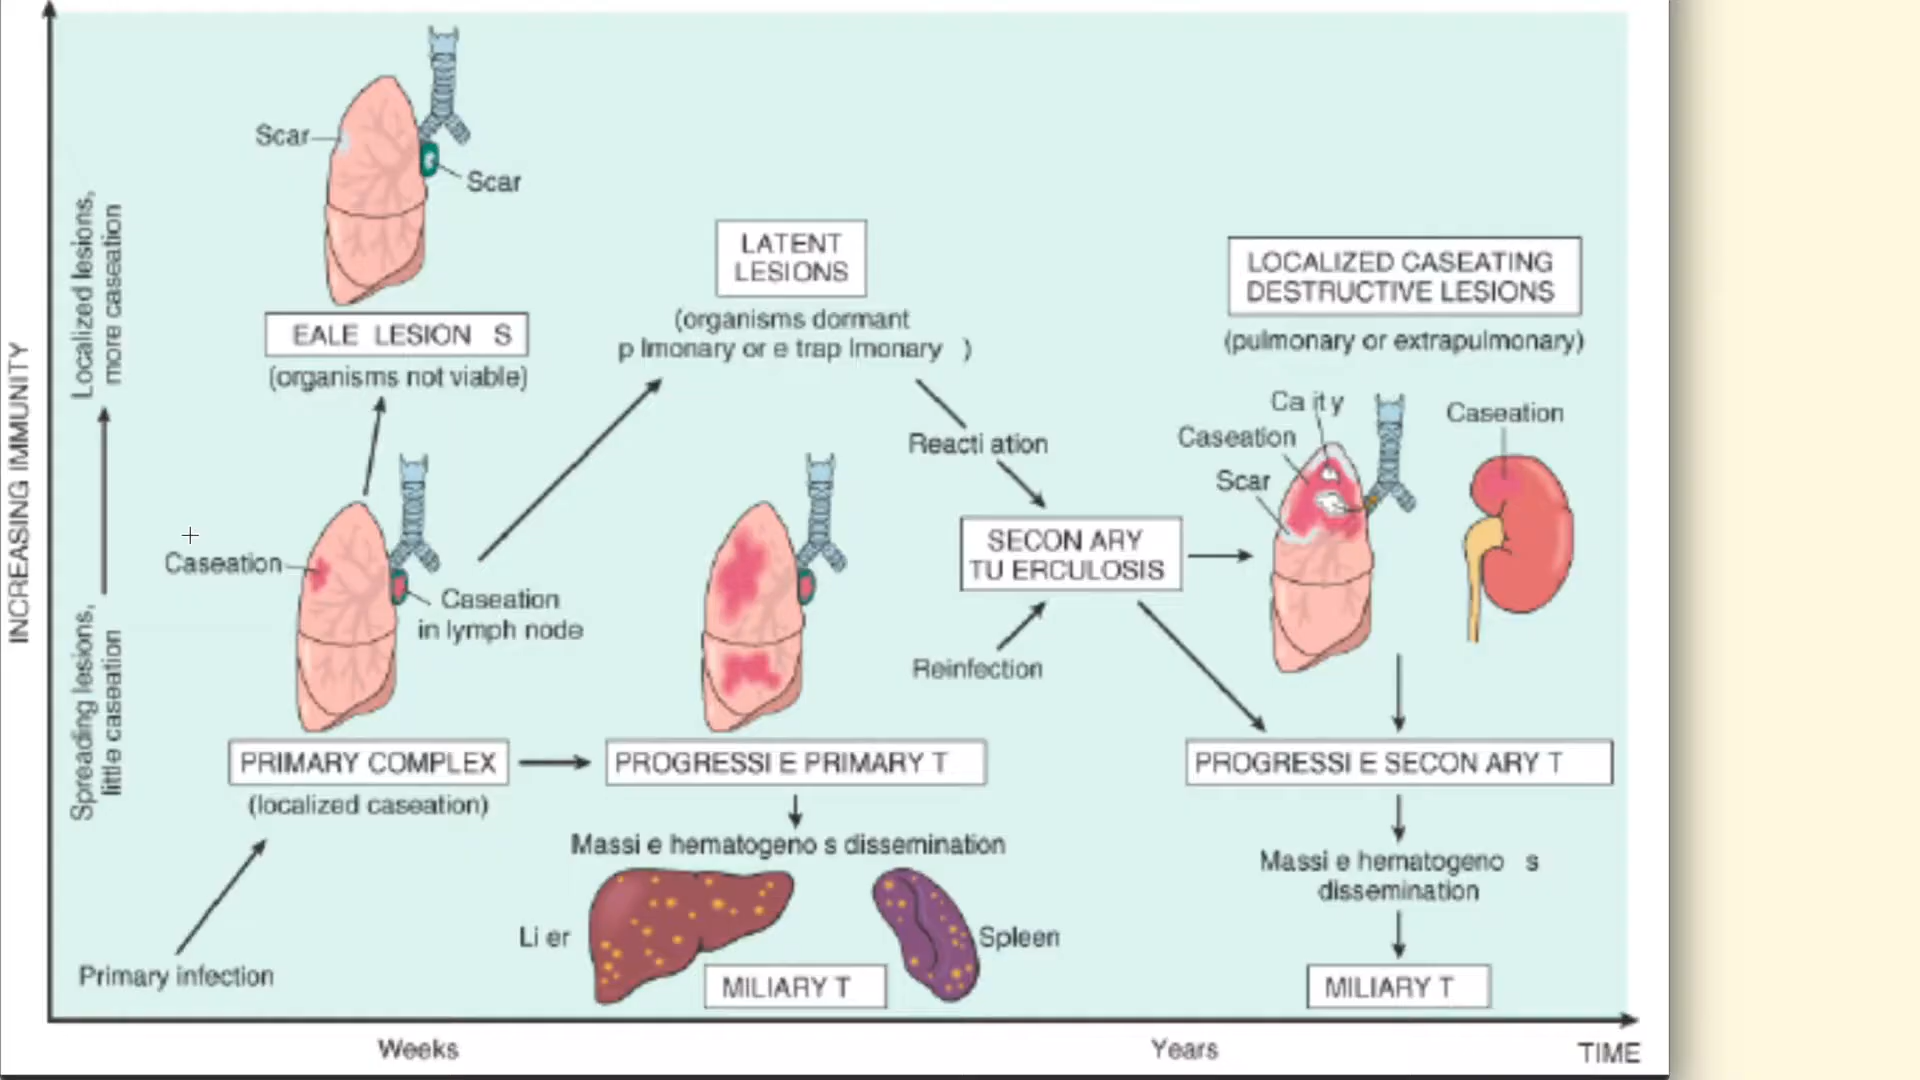 Scar
Scar
EALE LESION S
(organisms not viable)
LATENT
LESIONS
(organisms dormant
p lmonary or e trap lmonary )
LOCALIZED CASEATING
DESTRUCTIVE LESIONS
(pulmonary or extrapulmonary)
Reacti ation
Ca ity
Caseation
Scar
Caseation
INCREASING IMMUNITY
Localized lesions,
more caseation
Spreading lesions,
little caseation
Caseation
Caseation
in lymph node
SECON ARY
TU ERCULOSIS
Reinfection
PRIMARY COMPLEX
(localized caseation)
PROGRESSI E PRIMARY T
PROGRESSI E SECON ARY T
Massi e hematogeno s dissemination
Li er
Spleen
MILIARY T
Massi e hematogeno s
dissemination
MILIARY T
Primary infection
Weeks
Years
TIME